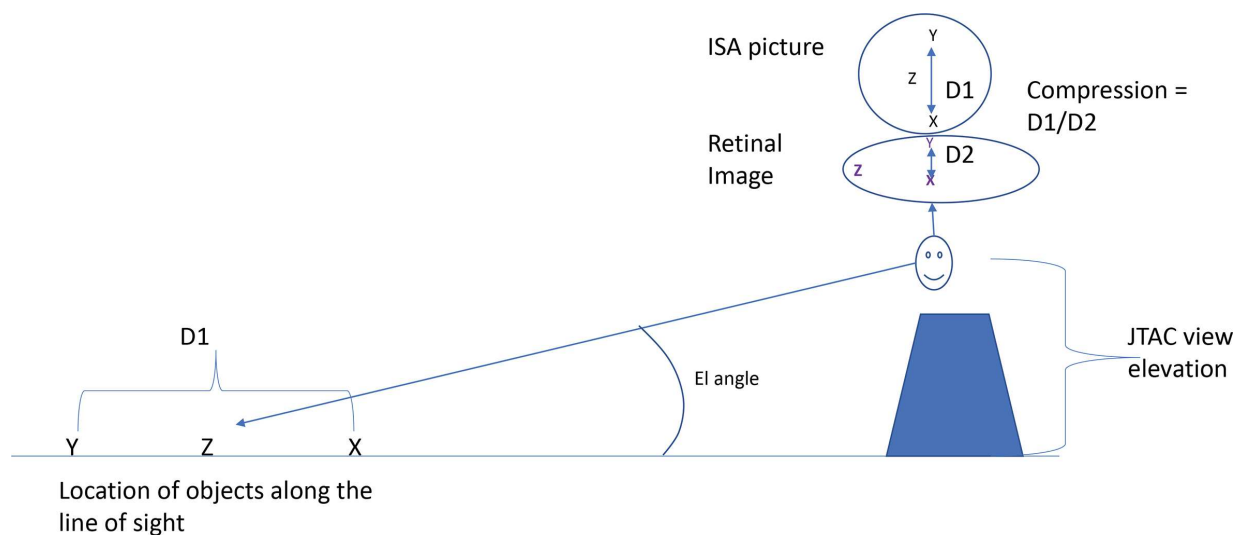 ISA picture
Y
Z
D1
X
Compression =
D1/D2
Retinal
Image
Y
D2
Z
X
D1
El angle
JTAC view
elevation
Y Z X
Location of objects along the
line of sight